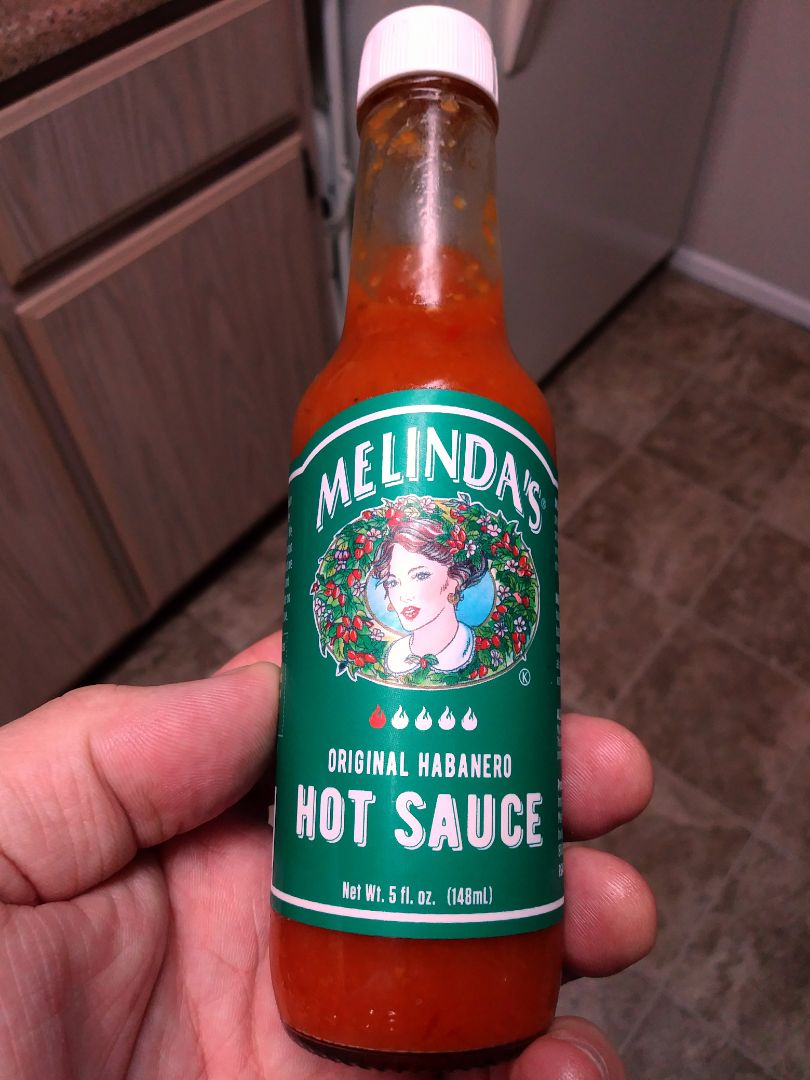 MELINDA'S
K
ORIGINAL HABANERO
HOT SAUCE
Net Wt. 5 fl. oz. (148mL)